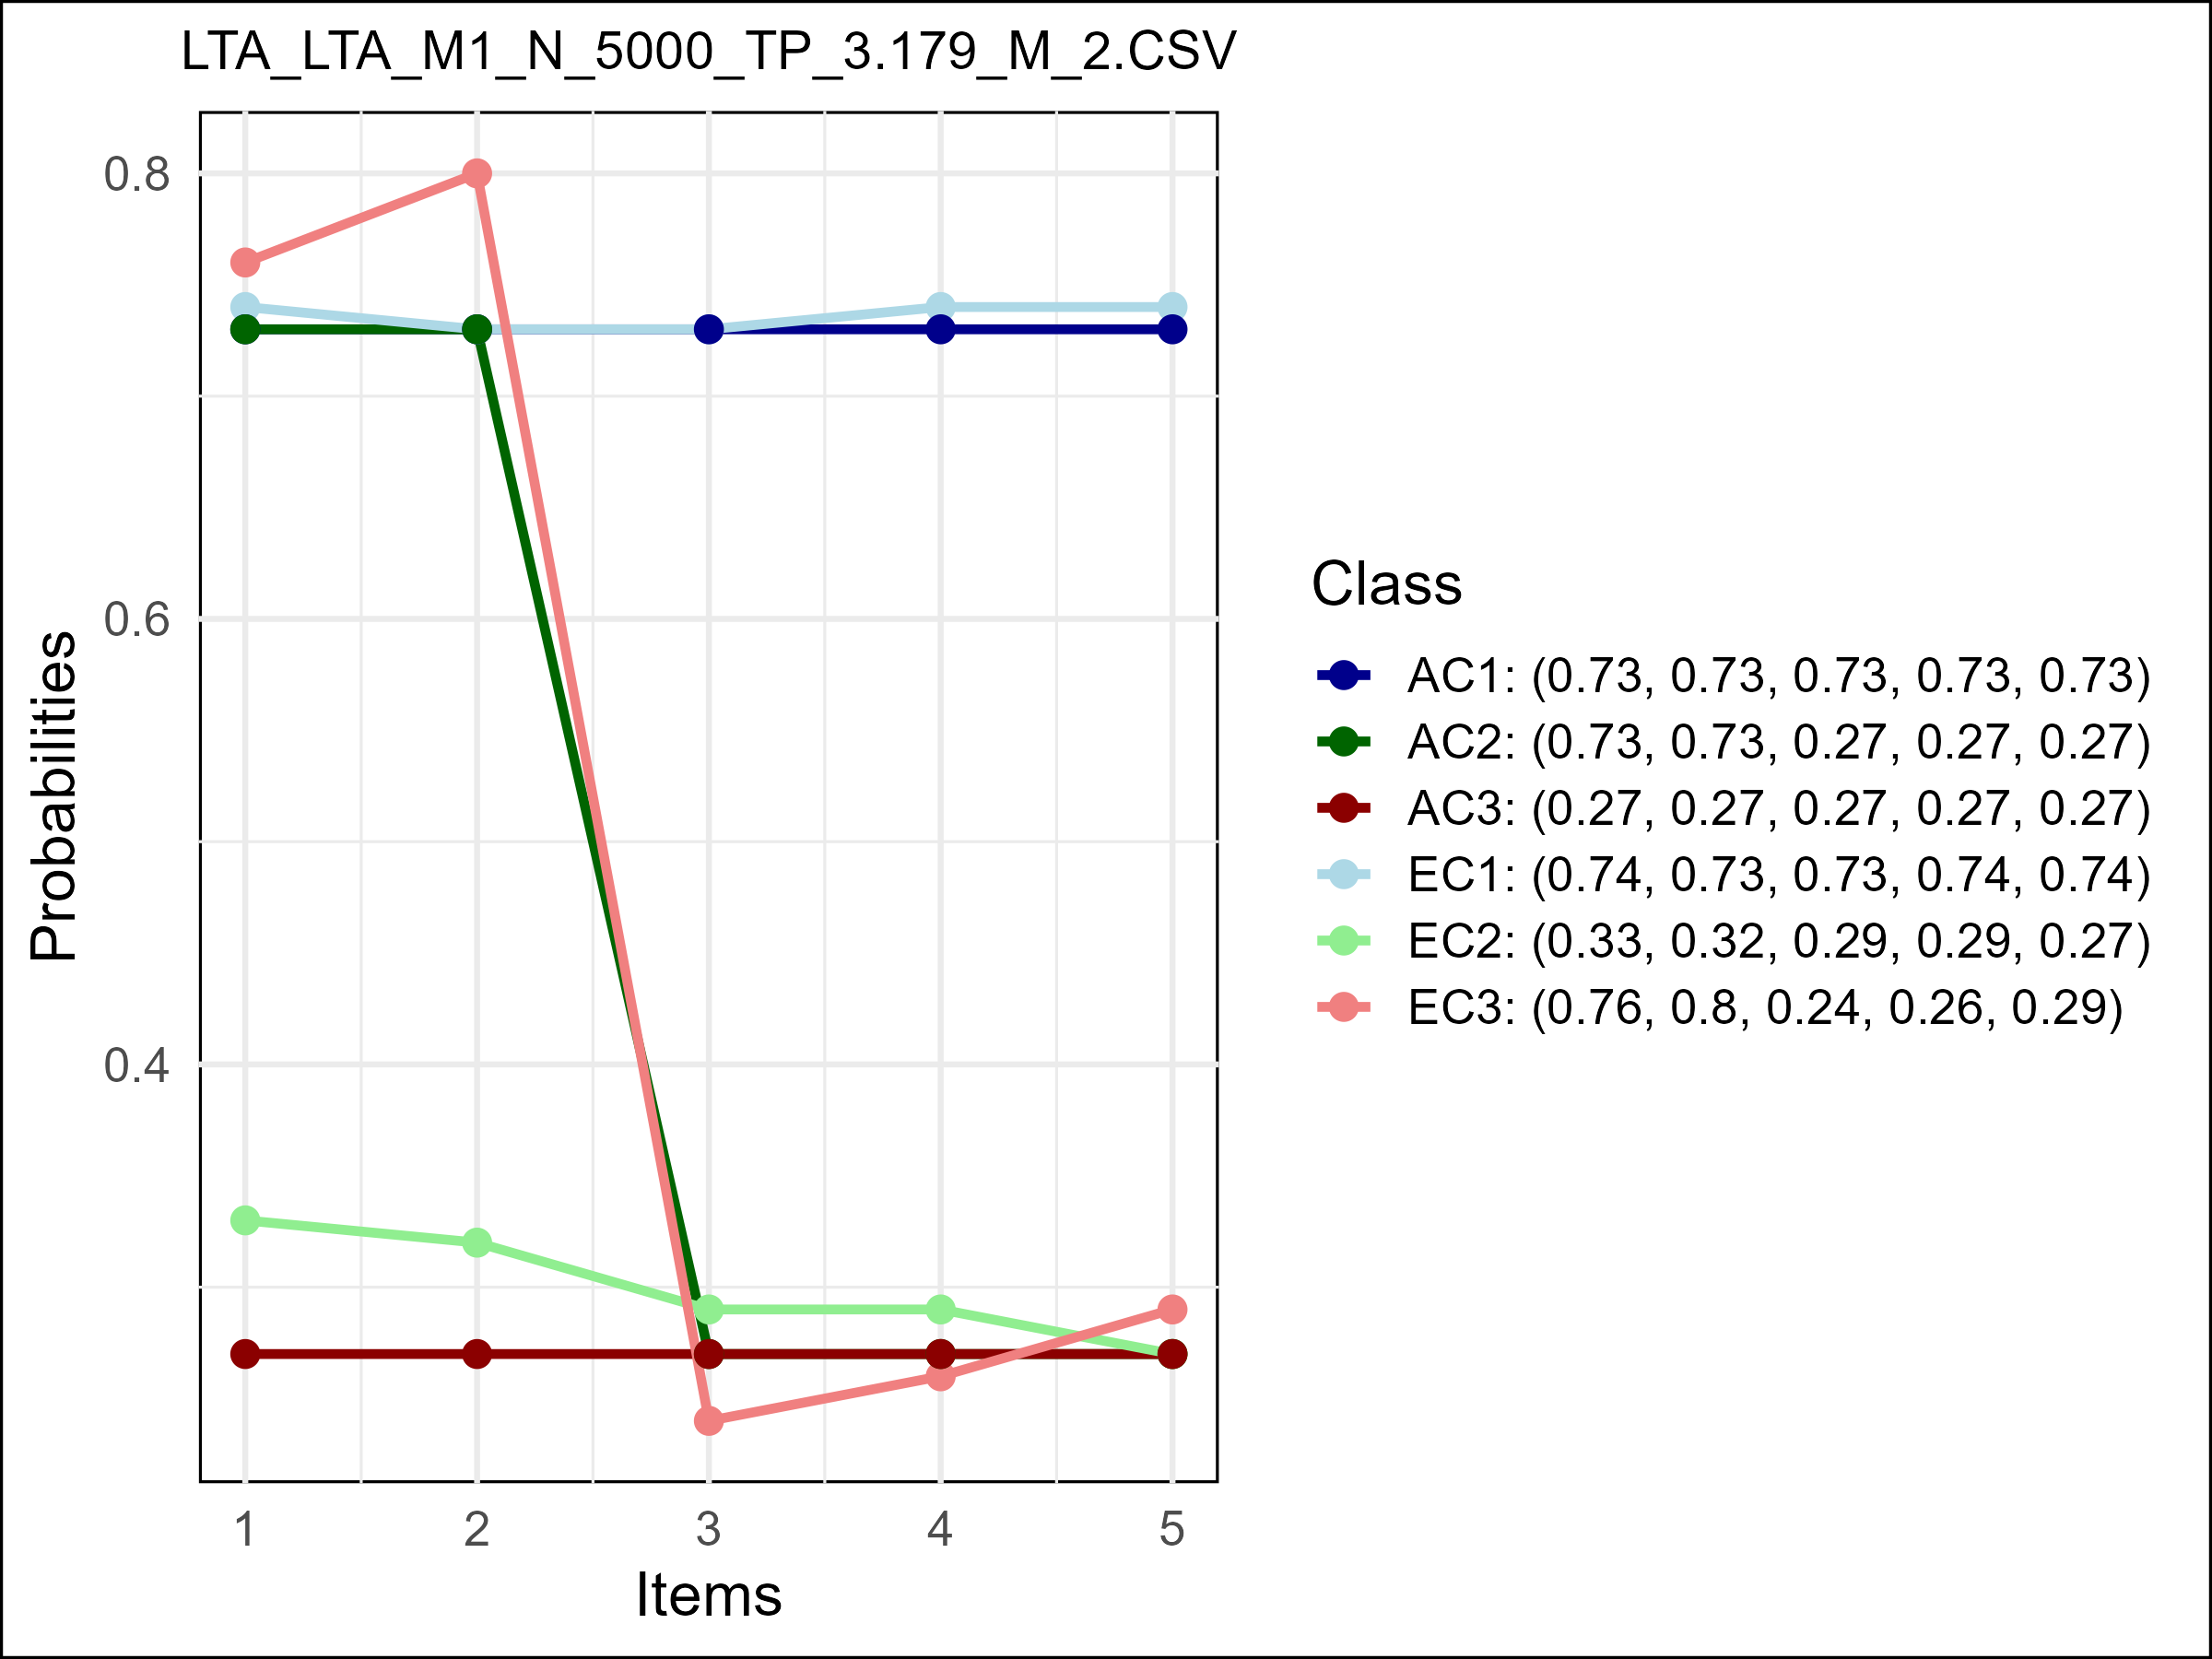 LTA_LTA_M1_N_5000_TP_3.179_M_2.CSV
0.8
0.6
0.4
Probabilities
1 2 3 4 5
Items
Class
AC1: (0.73, 0.73, 0.73, 0.73, 0.73)
AC2: (0.73, 0.73, 0.27, 0.27, 0.27)
AC3: (0.27, 0.27, 0.27, 0.27, 0.27)
EC1: (0.74, 0.73, 0.73, 0.74, 0.74)
EC2: (0.33, 0.32, 0.29, 0.29, 0.27)
EC3: (0.76, 0.8, 0.24, 0.26, 0.29)